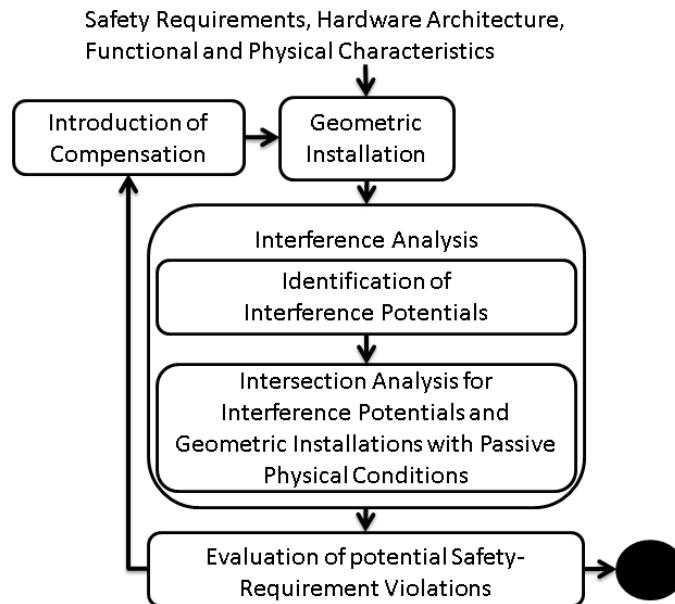 Safety Requirements, Hardware Architecture,
Functional and Physical Characteristics
Introduction of
Compensation
Geometric
Installation
Interference Analysis
Identification of
Interference Potentials
Intersection Analysis for
Interference Potentials and
Geometric Installations with Passive
Physical Conditions
Evaluation of potential Safety-
Requirement Violations